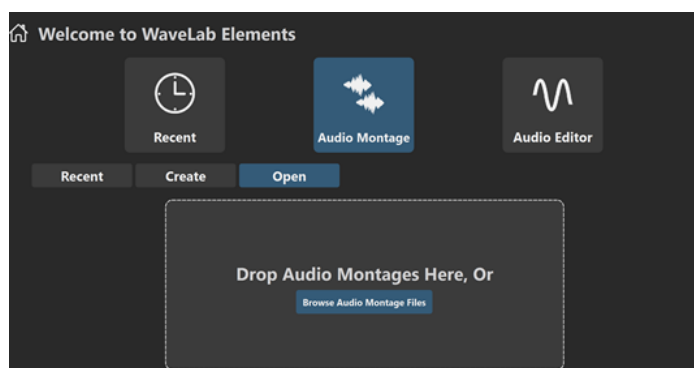 Welcome to WaveLab Elements
Recent Audio Montage Audio Editor
Recent Create Open
Drop Audio Montages Here, Or
Browse Audio Montage Files